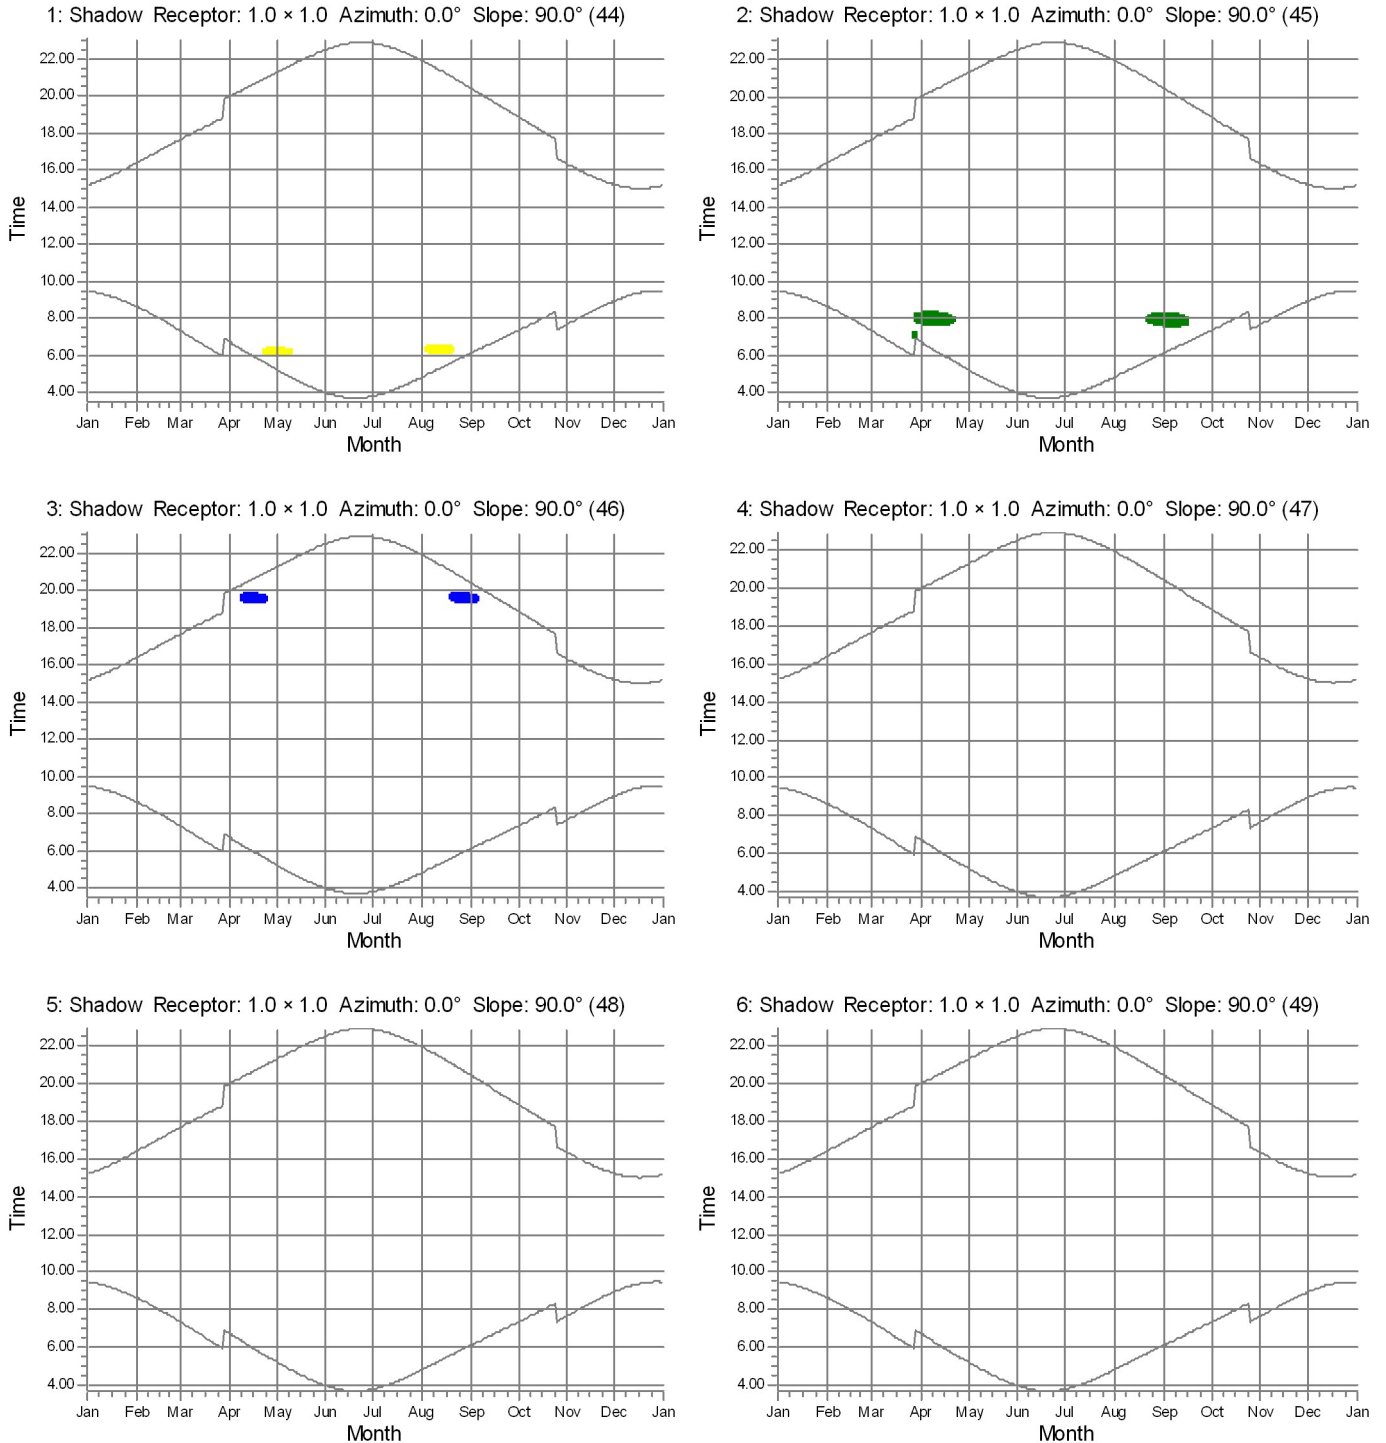 1: Shadow Receptor: 1.0 × 1.0 Azimuth: 0.0° Slope: 90.0° (44)
22.00
20.00
18.00
16.00
14.00
12.00
10.00
8.00
6.00
4.00
Time
Jan Feb Mar Apr May Jun Jul Aug Sep Oct Nov Dec Jan
Month
2: Shadow Receptor: 1.0 × 1.0 Azimuth: 0.0° Slope: 90.0° (45)
22.00
20.00
18.00
16.00
14.00
12.00
10.00
8.00
6.00
4.00
Time
Jan Feb Mar Apr May Jun Jul Aug Sep Oct Nov Dec Jan
Month
3: Shadow Receptor: 1.0 × 1.0 Azimuth: 0.0° Slope: 90.0° (46)
22.00
20.00
18.00
16.00
14.00
12.00
10.00
8.00
6.00
4.00
Time
Jan Feb Mar Apr May Jun Jul Aug Sep Oct Nov Dec Jan
Month
4: Shadow Receptor: 1.0 × 1.0 Azimuth: 0.0° Slope: 90.0° (47)
22.00
20.00
18.00
16.00
14.00
12.00
10.00
8.00
6.00
4.00
Time
Jan Feb Mar Apr May Jun Jul Aug Sep Oct Nov Dec Jan
Month
5: Shadow Receptor: 1.0 × 1.0 Azimuth: 0.0° Slope: 90.0° (48)
22.00
20.00
18.00
16.00
14.00
12.00
10.00
8.00
6.00
4.00
Time
Jan Feb Mar Apr May Jun Jul Aug Sep Oct Nov Dec Jan
Month
6: Shadow Receptor: 1.0 × 1.0 Azimuth: 0.0° Slope: 90.0° (49)
22.00
20.00
18.00
16.00
14.00
12.00
10.00
8.00
6.00
4.00
Time
Jan Feb Mar Apr May Jun Jul Aug Sep Oct Nov Dec Jan
Month